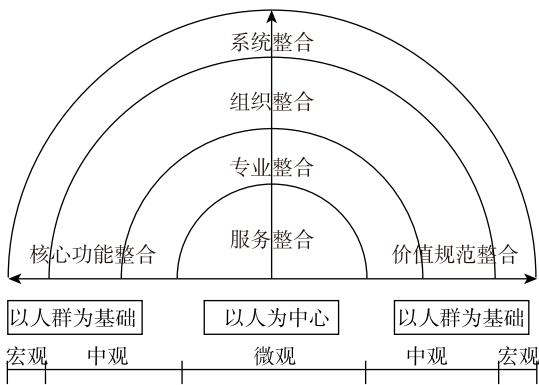 系统整合
组织整合
专业整合
服务整合
核心功能整合
价值规范整合
以人群为基础
以人为中心
以人群为基础
宏观
中观
微观
中观
宏观